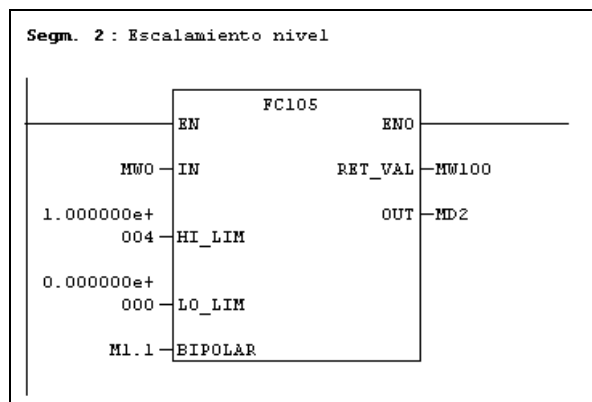 Segm. 2 : Escalamiento nivel
FC105
EN ENO
MW0 IN RET_VAL MW100
1.000000e+ OUT MD2
004 HI_LIM
0.000000e+
000 LO_LIM
M1.1 BIPOLAR